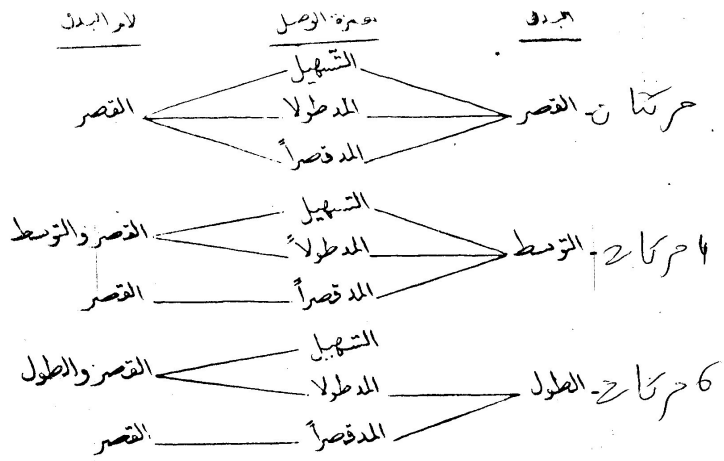 البدل همزة الوصل لام البدل
التسهيل
حركتان - القصر المد طولا القصر
المد قصراً
التسهيل القصر والتوسط
4 حركات - التوسط المد طولاً
المد قصراً القصر
التسهيل القصر والطول
6 حركات - الطول المد طولا
المد قصراً القصر